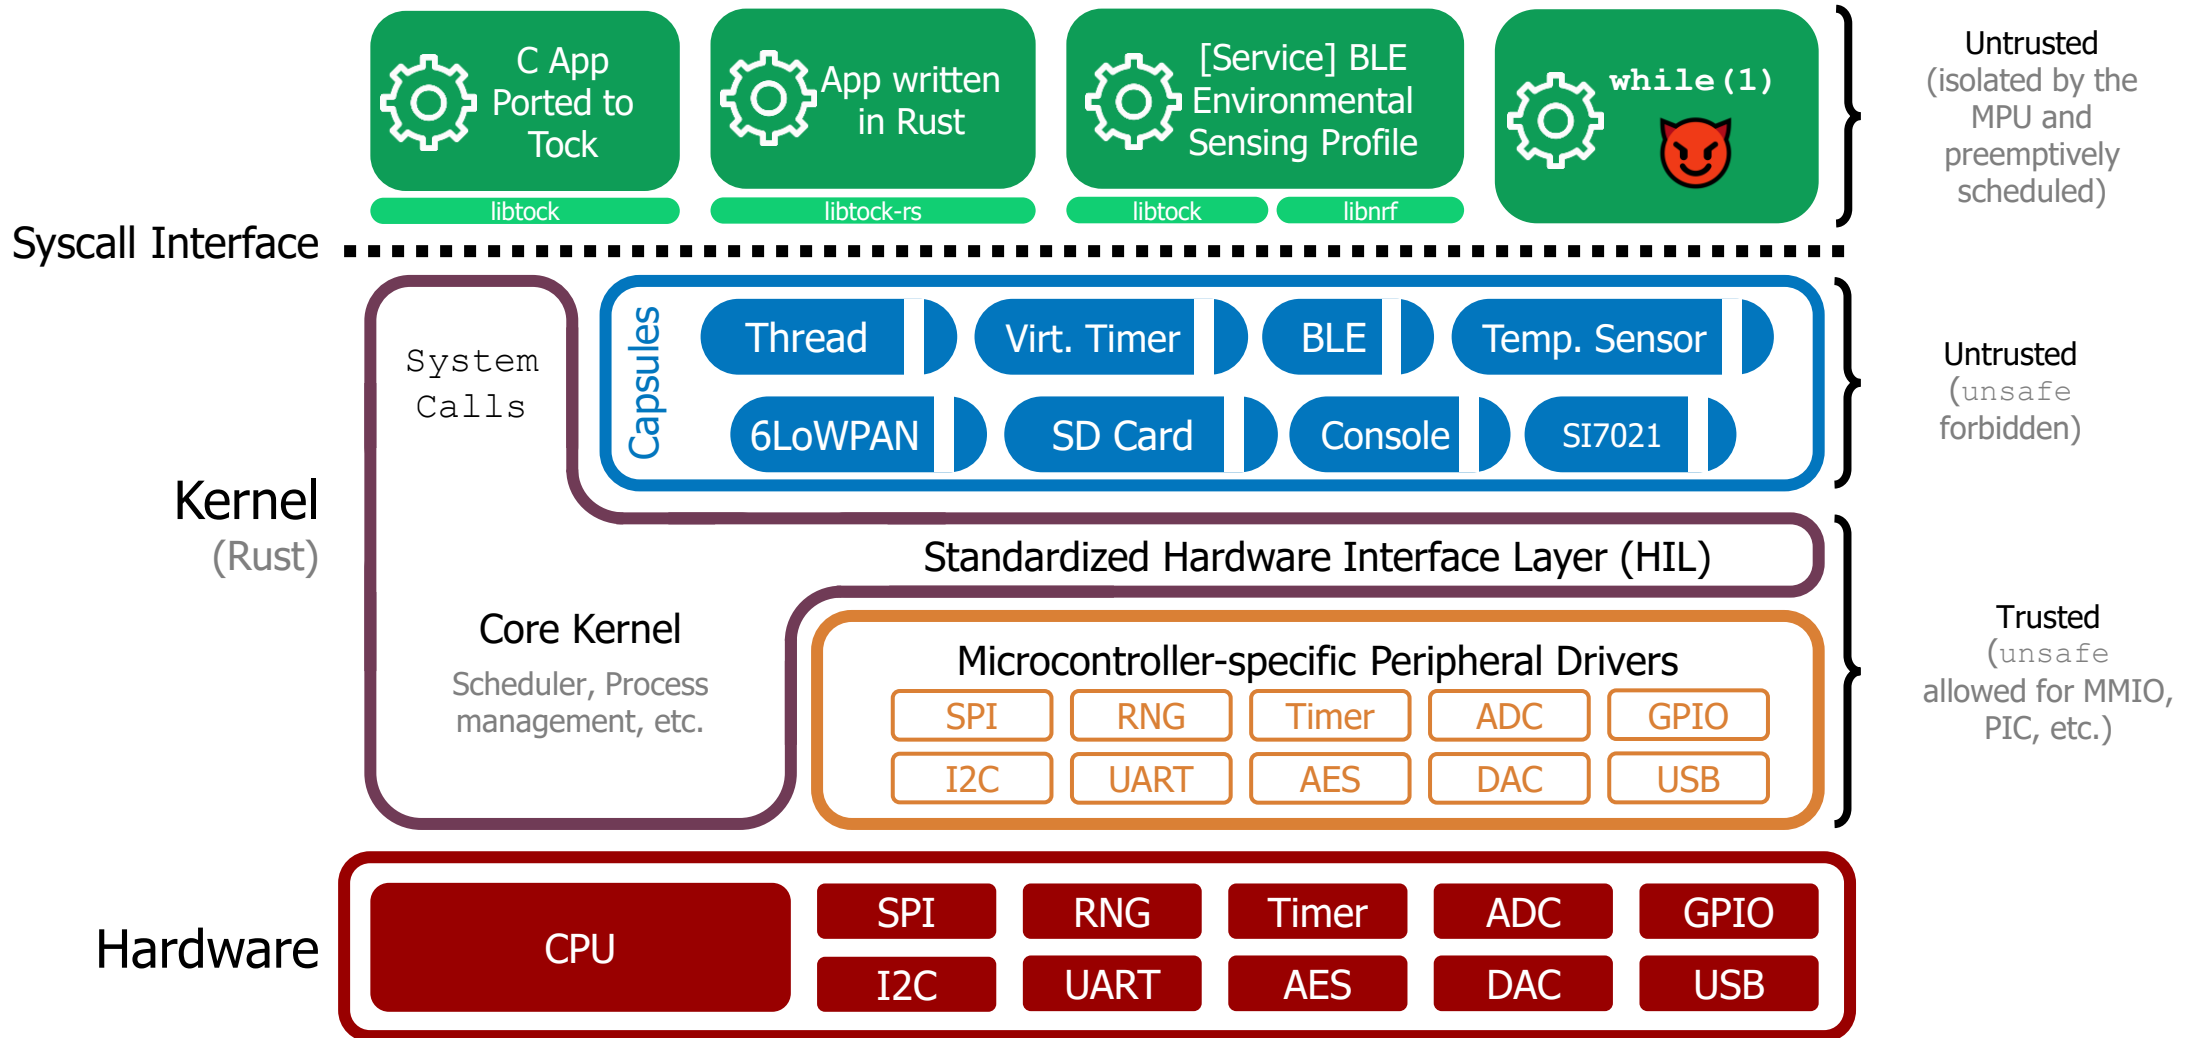 C App
Ported to
Tock
App written
in Rust
[Service] BLE
Environmental
Sensing Profile
while(1)
Untrusted
(isolated by the
MPU and
preemptively
scheduled)
libtock
libtock-rs
libtock
libnrf
Syscall Interface
System
Calls
Capsules
Thread
Virt. Timer
BLE
Temp. Sensor
6LoWPAN
SD Card
Console
SI7021
Untrusted
(unsafe
forbidden)
Kernel
(Rust)
Standardized Hardware Interface Layer (HIL)
Core Kernel
Scheduler, Process
management, etc.
Microcontroller-specific Peripheral Drivers
SPI
RNG
Timer
ADC
GPIO
I2C
UART
AES
DAC
USB
Trusted
(unsafe
allowed for MMIO,
PIC, etc.)
Hardware
CPU
SPI
RNG
Timer
ADC
GPIO
I2C
UART
AES
DAC
USB